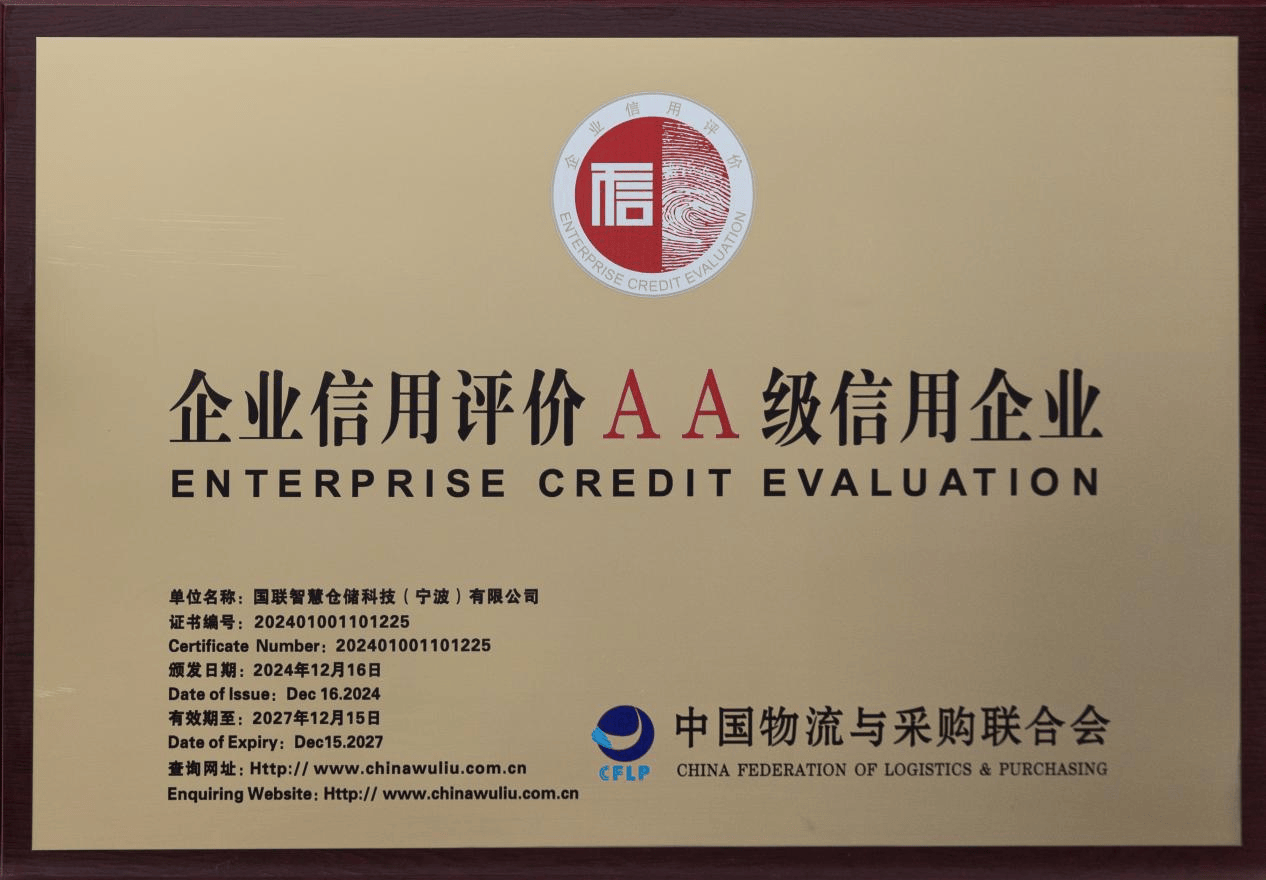 企业信用评价
信
ENTERPRISE CREDIT EVALUATION
企业信用评价AA级信用企业
ENTERPRISE CREDIT EVALUATION
单位名称：国联智慧仓储科技（宁波）有限公司
证书编号：202401001101225
Certificate Number：202401001101225
颁发日期：2024年12月16日
Date of Issue：Dec 16.2024
有效期至：2027年12月15日
Date of Expiry：Dec15.2027
查询网址：Http:// www.chinawuliu.com.cn
Enquiring Website：Http:// www.chinawuliu.com.cn
中国物流与采购联合会
CFLP
CHINA FEDERATION OF LOGISTICS & PURCHASING